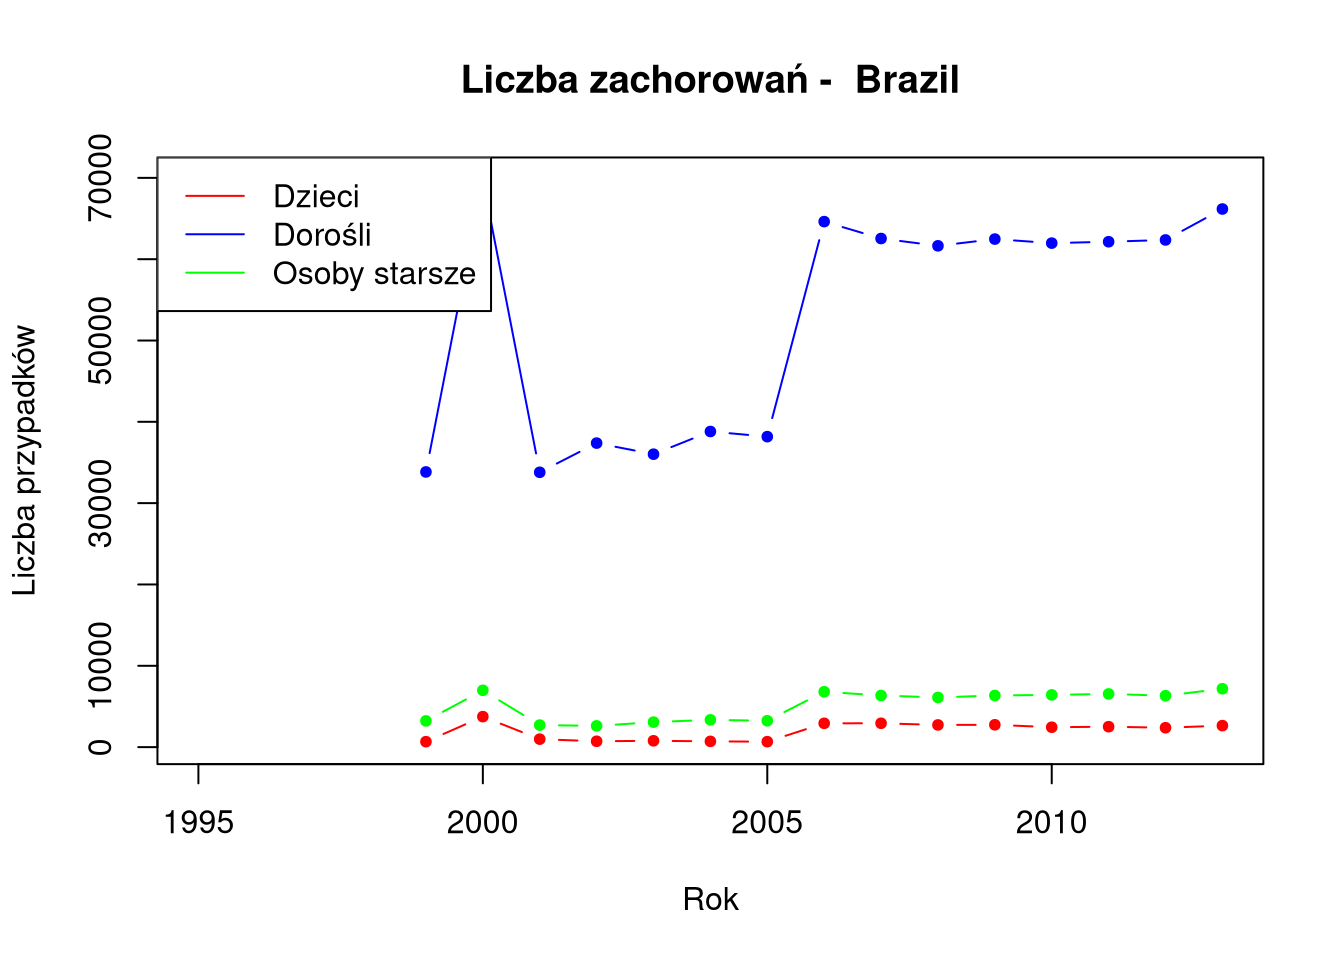 Liczba zachorowań -  Brazil
Dzieci
Dorośli
Osoby starsze
Liczba przypadków
70000
50000
30000
10000
0
1995 2000 2005 2010
Rok